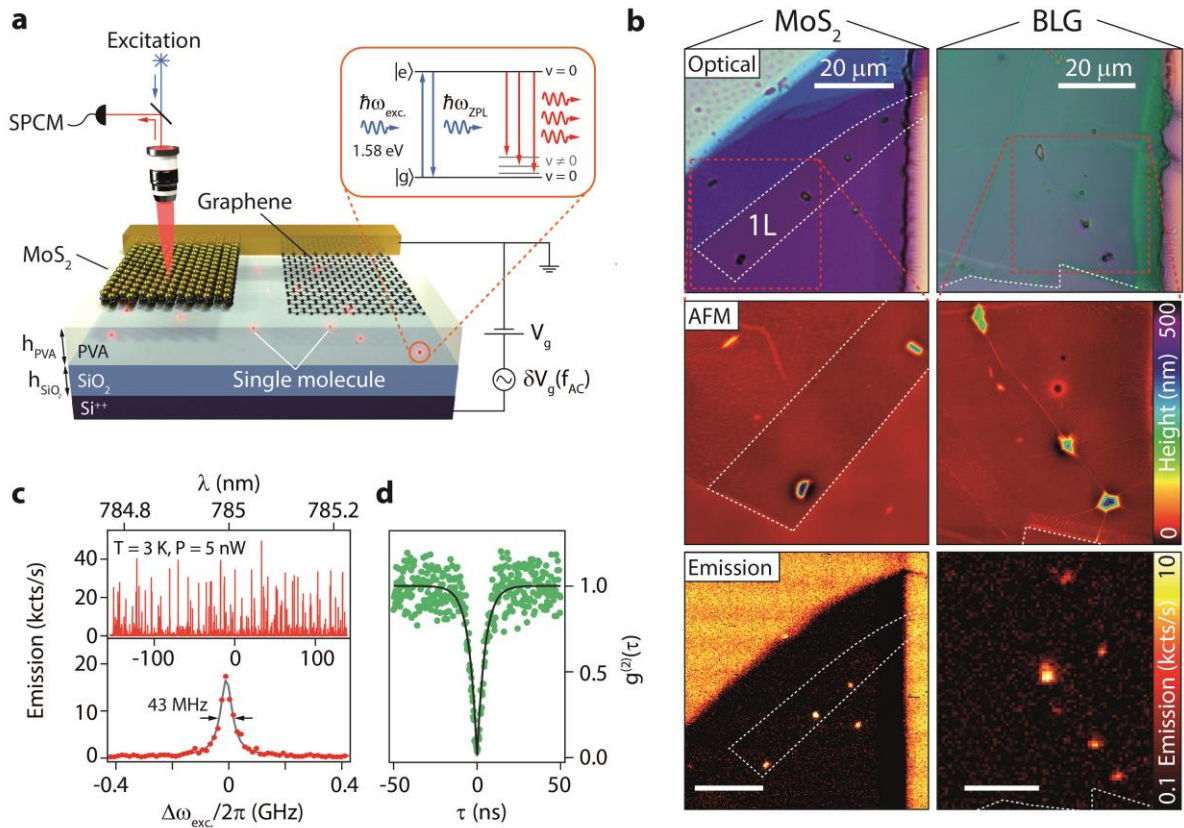 a
Excitation
SPCM
|e⟩
v = 0
ħω_exc.
ħω_ZPL
1.58 eV
v ≠ 0
|g⟩
v = 0
Graphene
MoS₂
h_PVA
PVA
h_SiO₂
SiO₂
Single molecule
Si⁺⁺
V_g
δV_g(f_AC)
b
MoS₂
BLG
Optical
20 μm
20 μm
1L
AFM
0 Height (nm) 500
Emission
0.1 Emission (kcts/s) 10
c
λ (nm)
784.8 785 785.2
T = 3 K, P = 5 nW
40
20
0
-100 0 100
Emission (kcts/s)
20
10
0
43 MHz
-0.4 0 0.4
Δω_exc./2π (GHz)
d
1.0
0.5
0.0
g⁽²⁾(τ)
-50 0 50
τ (ns)